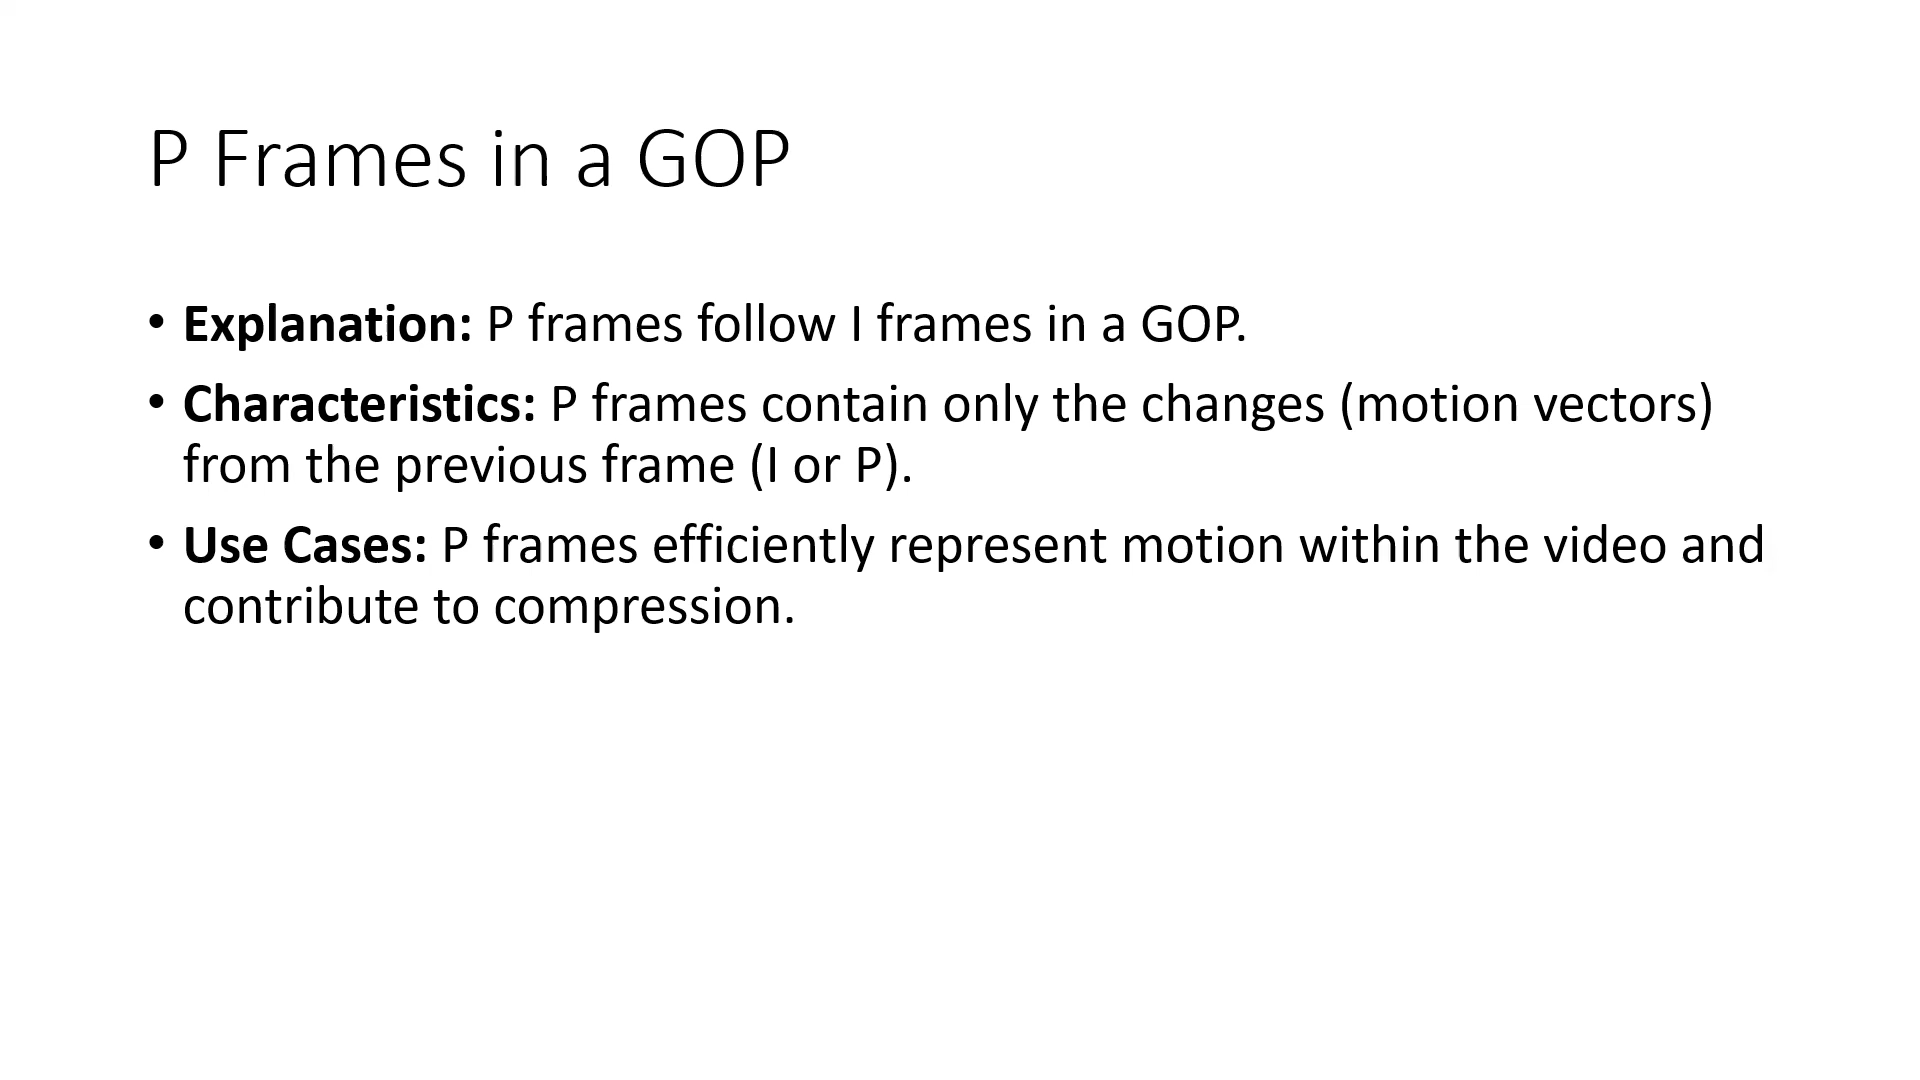 P Frames in a GOP
• Explanation: P frames follow I frames in a GOP.
• Characteristics: P frames contain only the changes (motion vectors)
from the previous frame (I or P).
• Use Cases: P frames efficiently represent motion within the video and
contribute to compression.